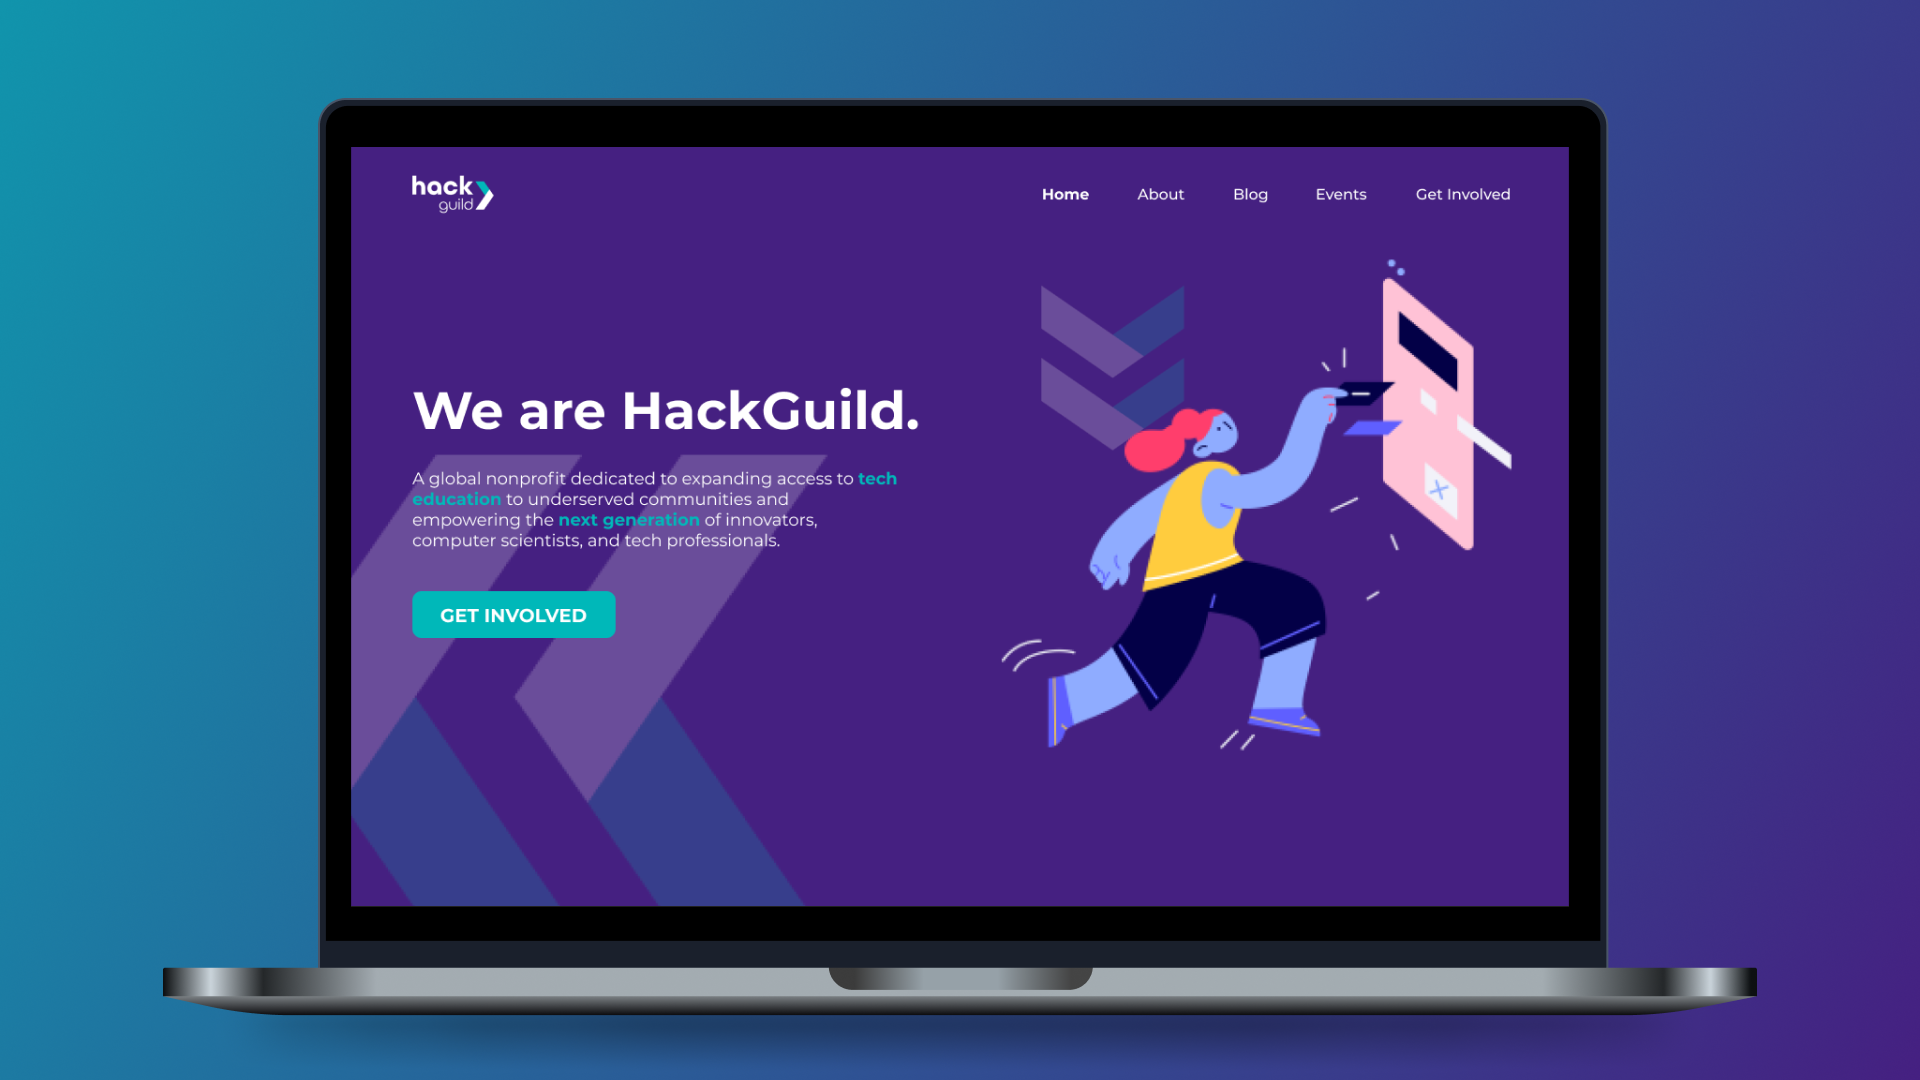 hack
guild
Home About Blog Events Get Involved
We are HackGuild.
A global nonprofit dedicated to expanding access to tech
education to underserved communities and
empowering the next generation of innovators,
computer scientists, and tech professionals.
GET INVOLVED